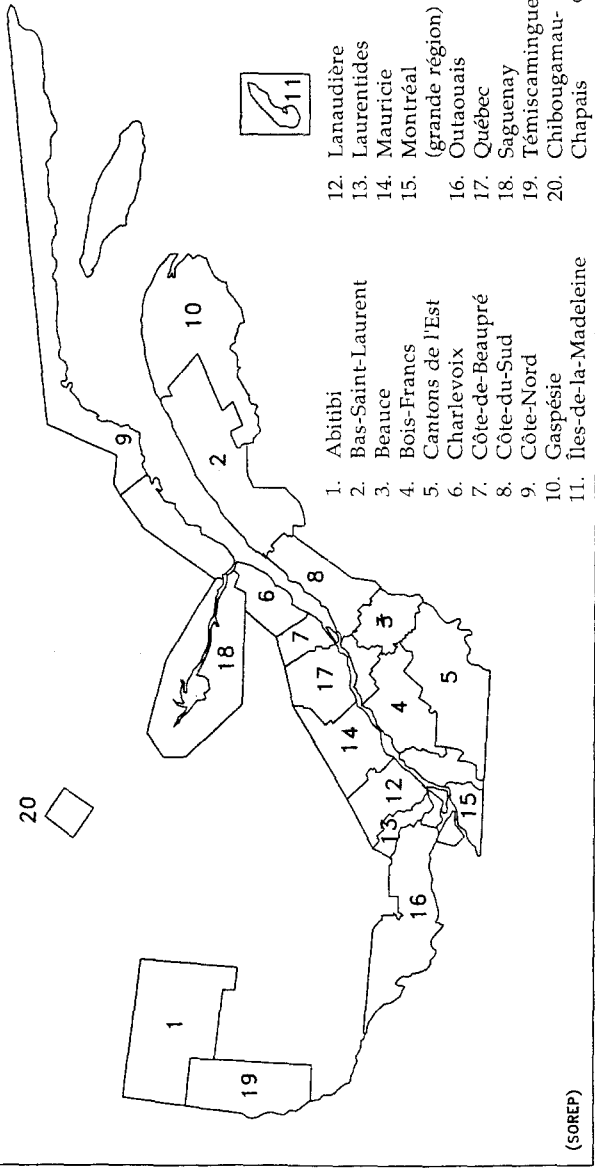 20
9
11
10
1
18
2
6
7
17
8
14
19
3
4
12
13
5
16
15
1. Abitibi
2. Bas-Saint-Laurent
3. Beauce
4. Bois-Francs
5. Cantons de l'Est
6. Charlevoix
7. Côte-de-Beaupré
8. Côte-du-Sud
9. Côte-Nord
10. Gaspésie
11. Îles-de-la-Madeleine
12. Lanaudière
13. Laurentides
14. Mauricie
15. Montréal
(grande région)
16. Outaouais
17. Québec
18. Saguenay
19. Témiscamingue
20. Chibougamau-
Chapais
(SOREP)